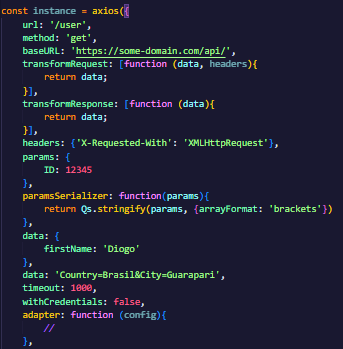 const instance = axios({
    url: '/user',
    method: 'get',
    baseURL: 'https://some-domain.com/api/',
    transformRequest: [function (data, headers){
        return data;
    }],
    transformResponse: [function (data){
        return data;
    }],
    headers: {'X-Requested-With': 'XMLHttpRequest'},
    params: {
        ID: 12345
    },
    paramsSerializer: function(params){
        return Qs.stringify(params, {arrayFormat: 'brackets'})
    },
    data: {
        firstName: 'Diogo'
    },
    data: 'Country=Brasil&City=Guarapari',
    timeout: 1000,
    withCredentials: false,
    adapter: function (config){
        //
    },